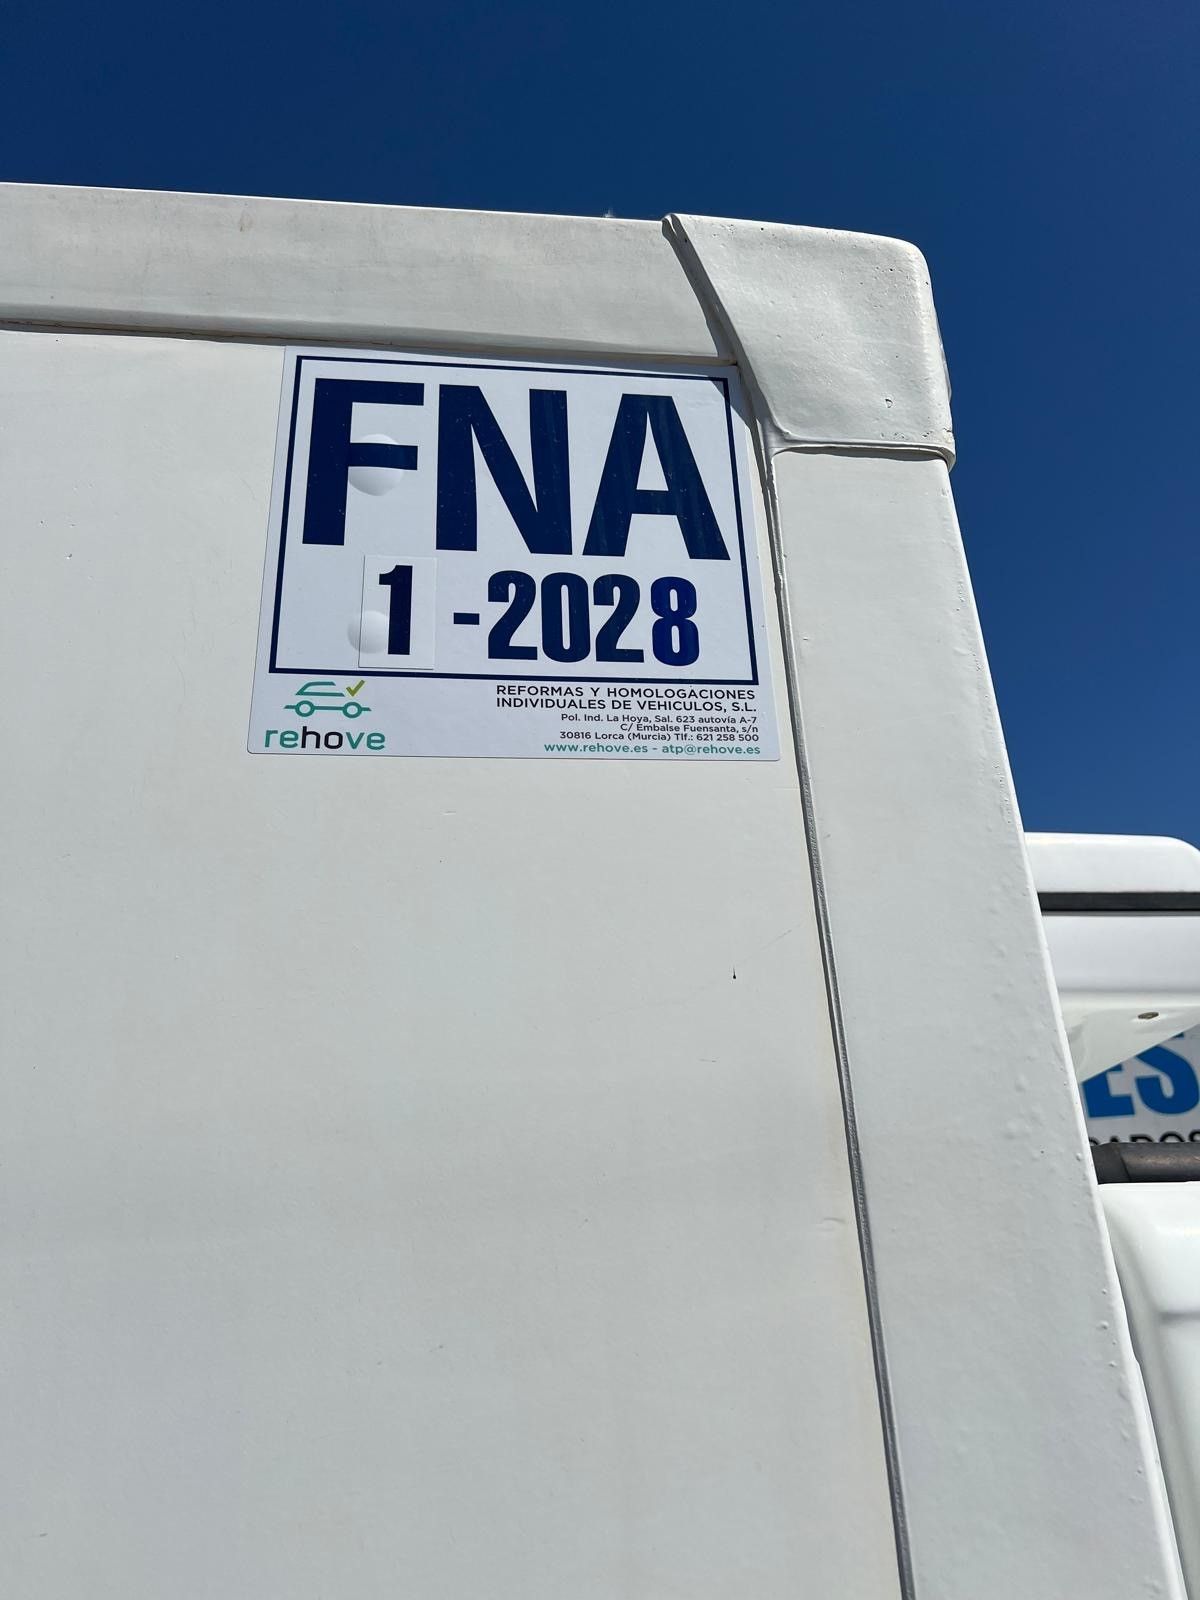 FNA
1 -2028
rehove
REFORMAS Y HOMOLOGACIONES
INDIVIDUALES DE VEHICULOS, S.L.
Pol. Ind. La Hoya, Sal. 623 autovía A-7
C/ Embalse Fuensanta, s/n
30816 Lorca (Murcia) Tlf.: 621 258 500
www.rehove.es - atp@rehove.es
ES